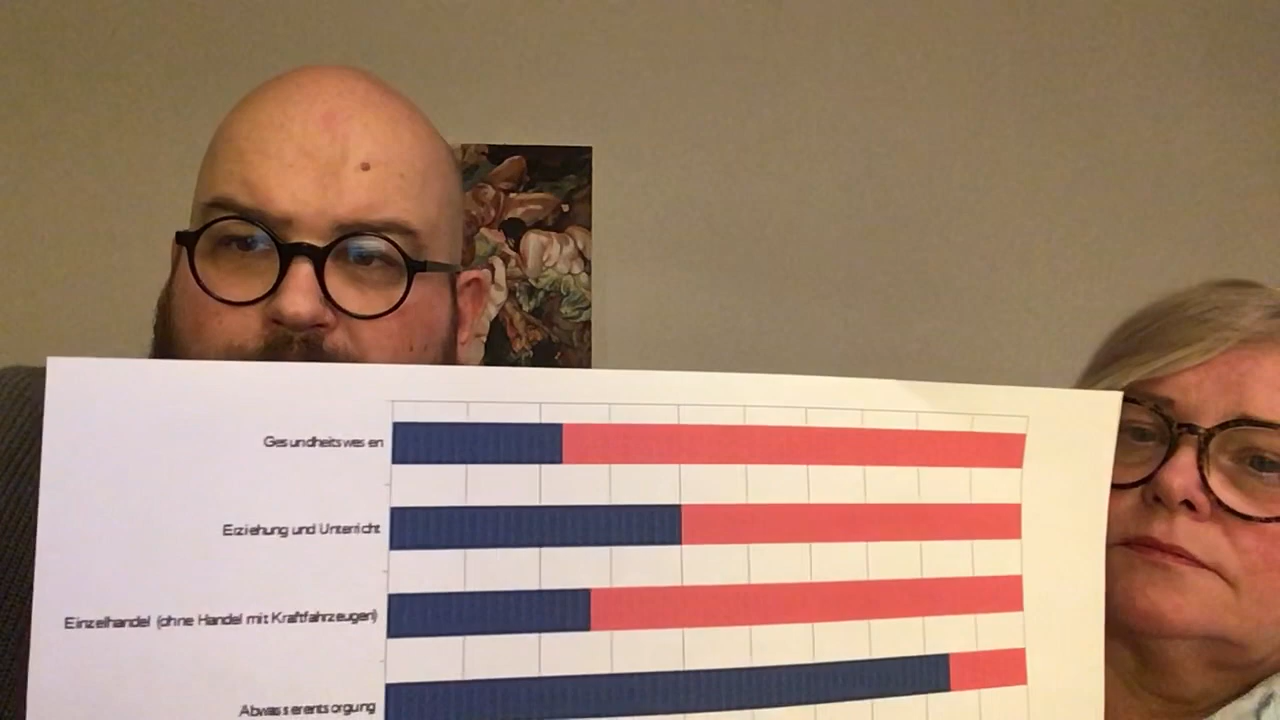 Gesundheitswesen
Erziehung und Unterricht
Einzelhandel (ohne Handel mit Kraftfahrzeugen)
Abwasserentsorgung